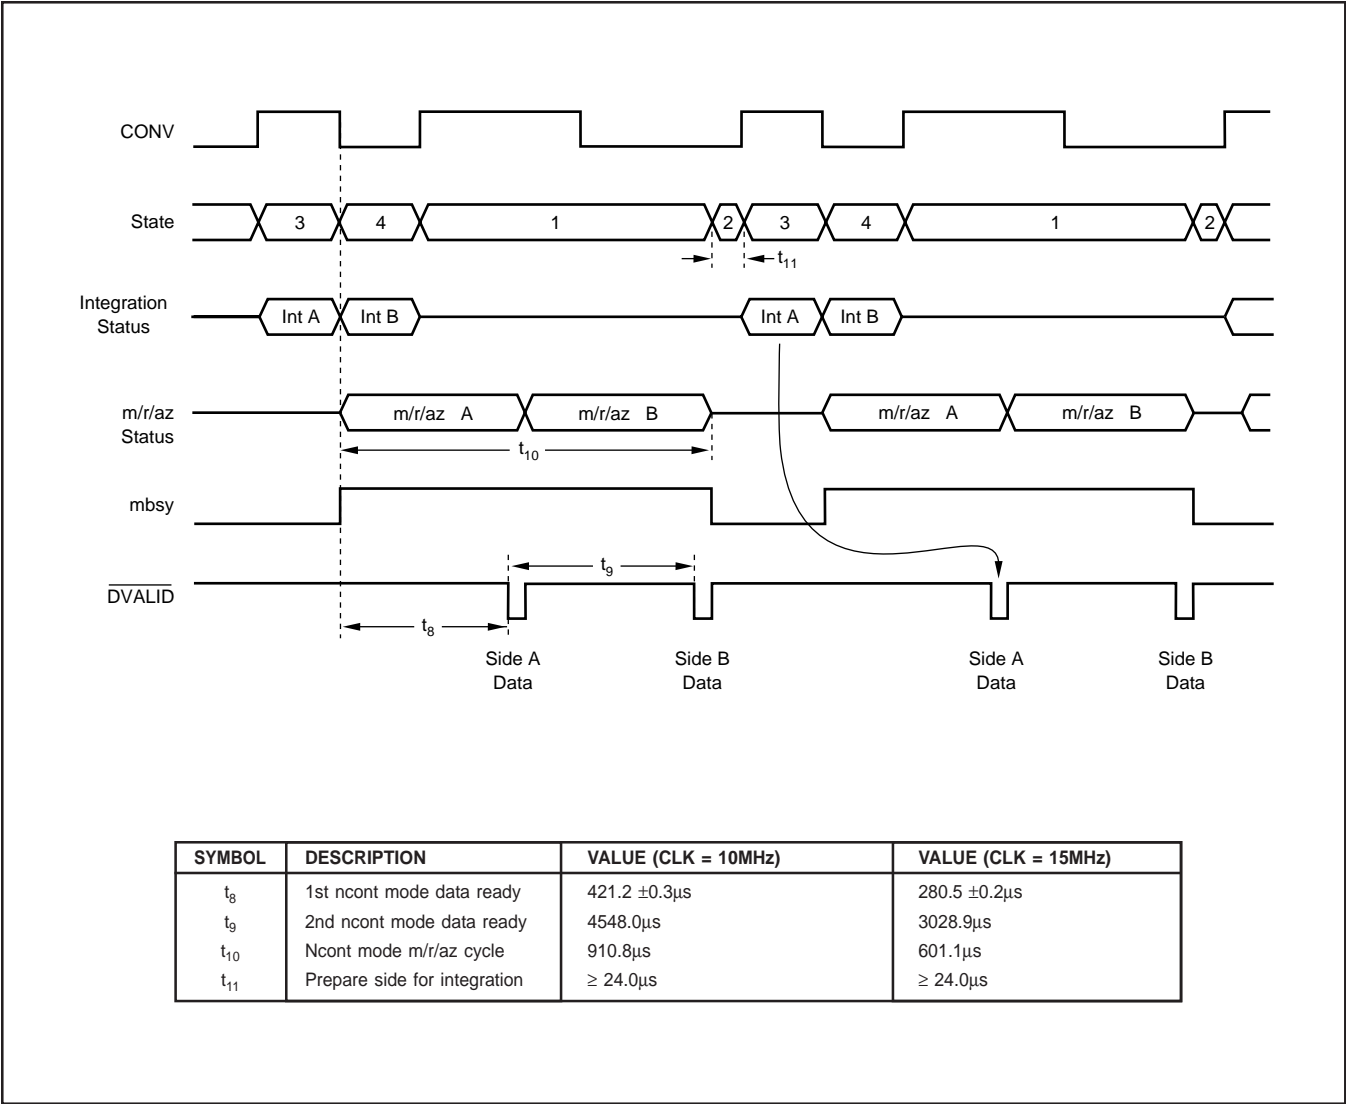 CONV
State
3
4
1
2
3
4
1
2
t11
Integration
Status
Int A
Int B
Int A
Int B
m/r/az
Status
m/r/az A
m/r/az B
m/r/az A
m/r/az B
t10
mbsy
DVALID
t9
t8
Side A
Data
Side B
Data
Side A
Data
Side B
Data
SYMBOL DESCRIPTION VALUE (CLK = 10MHz) VALUE (CLK = 15MHz)
t8 1st ncont mode data ready 421.2 ±0.3μs 280.5 ±0.2μs
t9 2nd ncont mode data ready 4548.0μs 3028.9μs
t10 Ncont mode m/r/az cycle 910.8μs 601.1μs
t11 Prepare side for integration ≥ 24.0μs ≥ 24.0μs